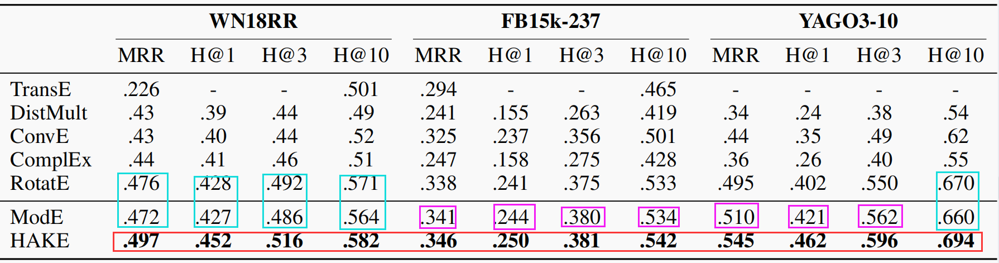 WN18RR FB15k-237 YAGO3-10
MRR H@1 H@3 H@10 MRR H@1 H@3 H@10 MRR H@1 H@3 H@10
TransE .226 - - .501 .294 - - .465 - - - -
DistMult .43 .39 .44 .49 .241 .155 .263 .419 .34 .24 .38 .54
ConvE .43 .40 .44 .52 .325 .237 .356 .501 .44 .35 .49 .62
ComplEx .44 .41 .46 .51 .247 .158 .275 .428 .36 .26 .40 .55
RotatE .476 .428 .492 .571 .338 .241 .375 .533 .495 .402 .550 .670
ModE .472 .427 .486 .564 .341 .244 .380 .534 .510 .421 .562 .660
HAKE .497 .452 .516 .582 .346 .250 .381 .542 .545 .462 .596 .694